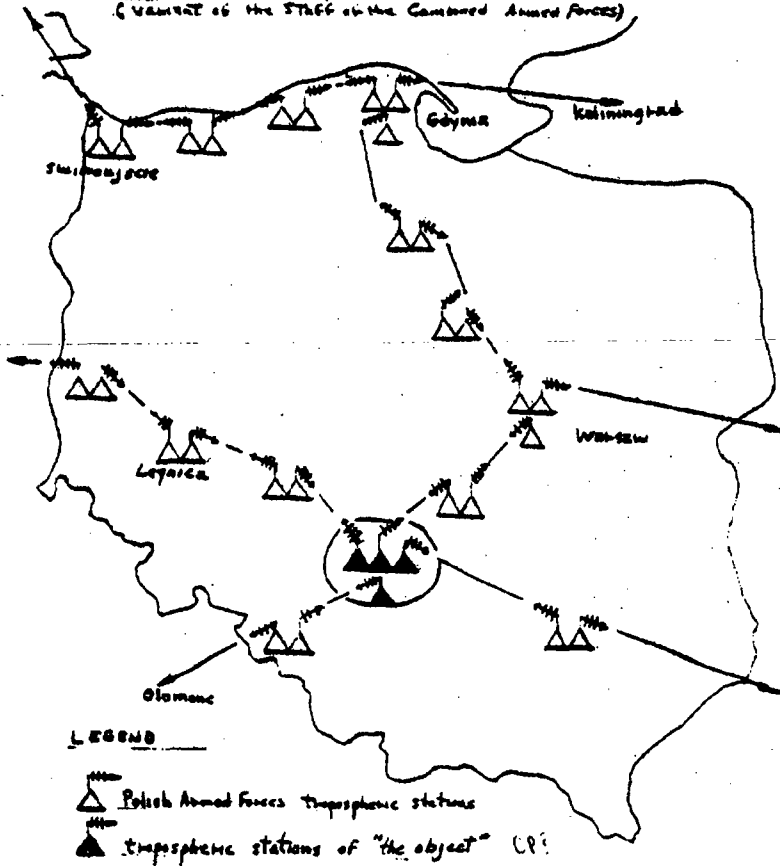 (Variant of the Staff of the Combined Armed Forces)
Gdynia
Kaliningrad
Swinoujscie
Warsaw
Legnica
Olomouc
LEGEND
Polish Armed Forces tropospheric stations
tropospheric stations of "the object"